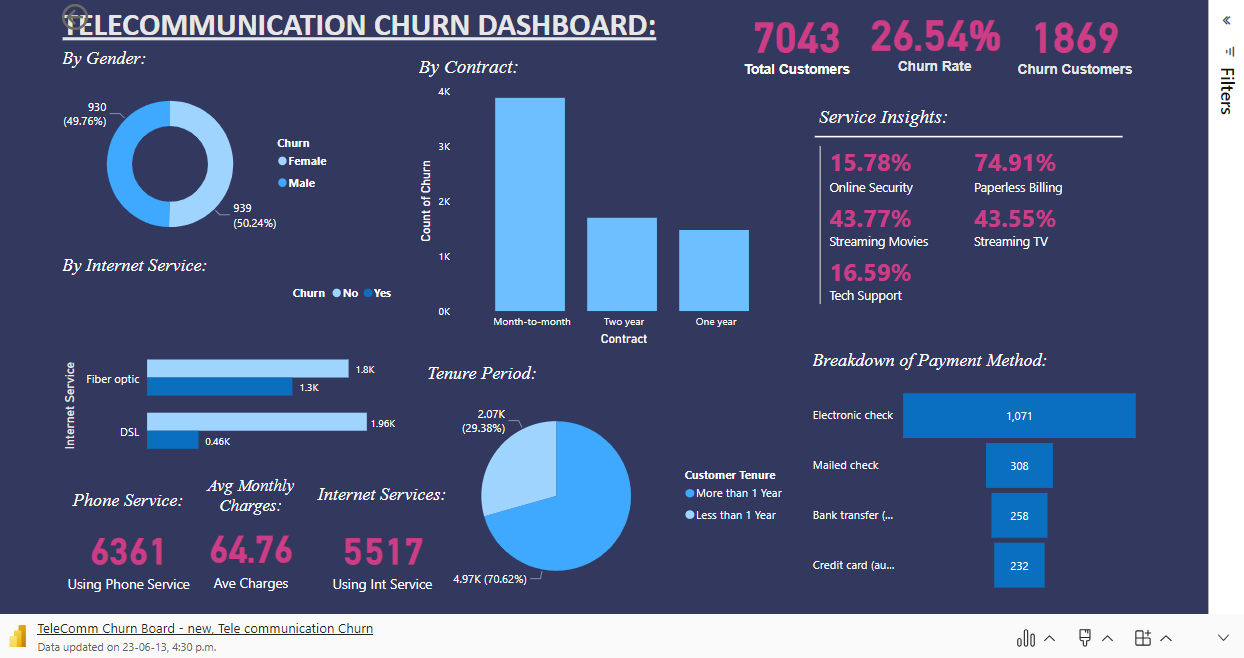 TELECOMMUNICATION CHURN DASHBOARD:
7043
Total Customers
26.54%
Churn Rate
1869
Churn Customers
Filters
By Gender:
930
(49.76%)
939
(50.24%)
Churn
Female
Male
By Contract:
Count of Churn
4K
3K
2K
1K
0K
Month-to-month
Two year
One year
Contract
Service Insights:
15.78%
Online Security
74.91%
Paperless Billing
43.77%
Streaming Movies
43.55%
Streaming TV
16.59%
Tech Support
By Internet Service:
Churn No Yes
Internet Service
Fiber optic
1.8K
1.3K
DSL
1.96K
0.46K
Tenure Period:
2.07K
(29.38%)
4.97K (70.62%)
Customer Tenure
More than 1 Year
Less than 1 Year
Breakdown of Payment Method:
Electronic check
1,071
Mailed check
308
Bank transfer (...
258
Credit card (au...
232
Phone Service:
6361
Using Phone Service
Avg Monthly
Charges:
64.76
Ave Charges
Internet Services:
5517
Using Int Service
TeleComm Churn Board - new, Tele communication Churn
Data updated on 23-06-13, 4:30 p.m.